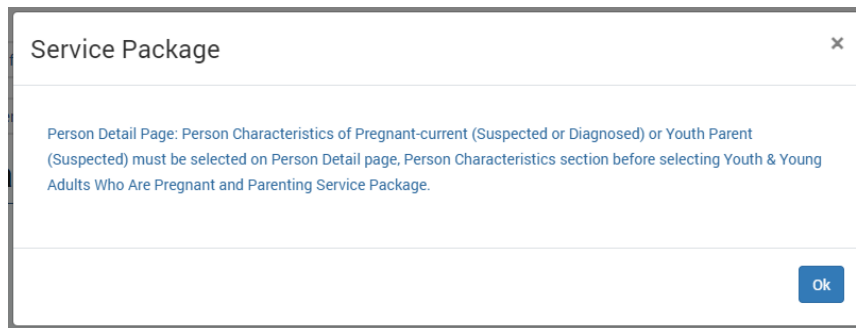 Service Package
×
Person Detail Page: Person Characteristics of Pregnant-current (Suspected or Diagnosed) or Youth Parent
(Suspected) must be selected on Person Detail page, Person Characteristics section before selecting Youth & Young
Adults Who Are Pregnant and Parenting Service Package.
Ok